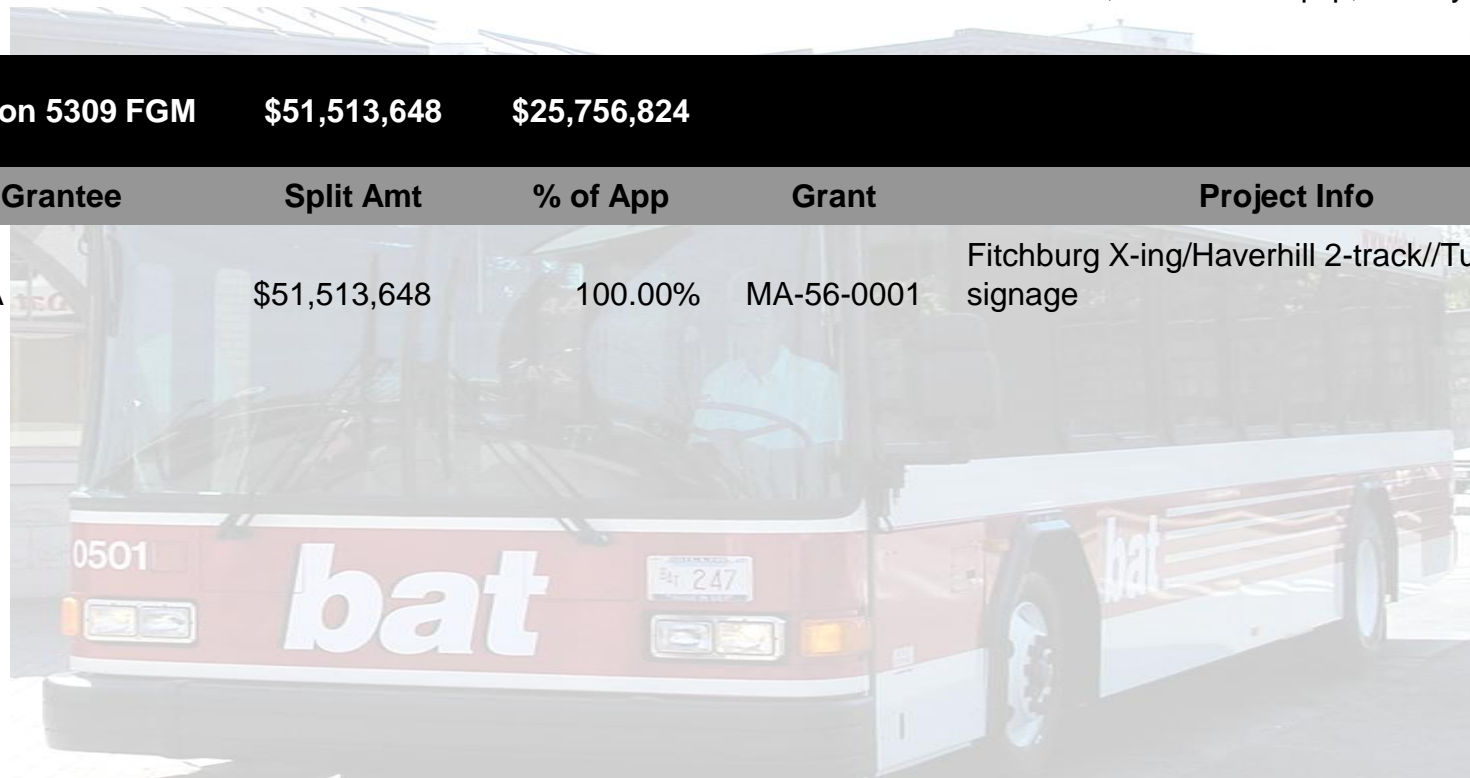 on 5309 FGM $51,513,648 $25,756,824
Grantee Split Amt % of App Grant Project Info
$51,513,648 100.00% MA-56-0001 Fitchburg X-ing/Haverhill 2-track//Tu
signage
0501
bat
247
bat